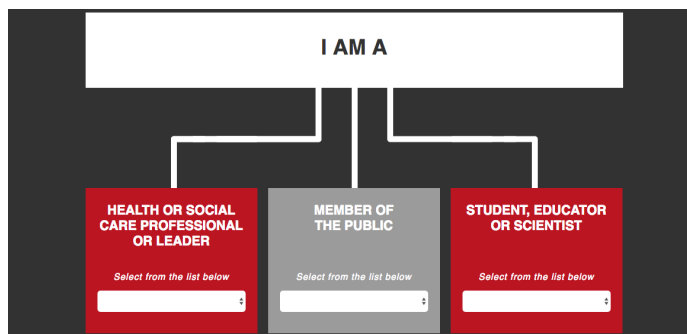 I AM A
HEALTH OR SOCIAL
CARE PROFESSIONAL
OR LEADER
Select from the list below
MEMBER OF
THE PUBLIC
Select from the list below
STUDENT, EDUCATOR
OR SCIENTIST
Select from the list below